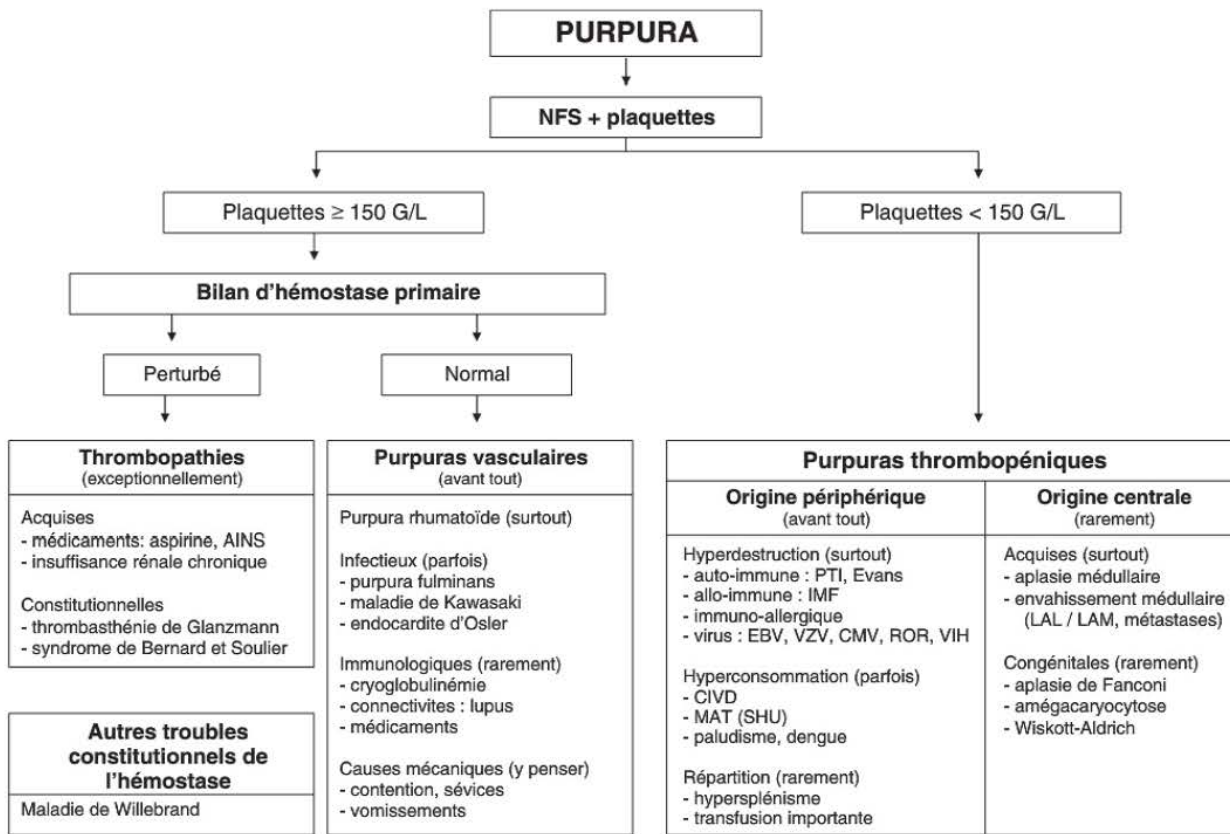 PURPURA
NFS + plaquettes
Plaquettes ≥ 150 G/L
Plaquettes < 150 G/L
Bilan d'hémostase primaire
Perturbé
Normal
Thrombopathies
(exceptionnellement)
Acquises
- médicaments: aspirine, AINS
- insuffisance rénale chronique
Constitutionnelles
- thrombasthénie de Glanzmann
- syndrome de Bernard et Soulier
Autres troubles
constitutionnels de
l'hémostase
Maladie de Willebrand
Purpuras vasculaires
(avant tout)
Purpura rhumatoïde (surtout)
Infectieux (parfois)
- purpura fulminans
- maladie de Kawasaki
- endocardite d'Osler
Immunologiques (rarement)
- cryoglobulinémie
- connectivites : lupus
- médicaments
Causes mécaniques (y penser)
- contention, sévices
- vomissements
Purpuras thrombopéniques
Origine périphérique
(avant tout)
Hyperdestruction (surtout)
- auto-immune : PTI, Evans
- allo-immune : IMF
- immuno-allergique
- virus : EBV, VZV, CMV, ROR, VIH
Hyperconsommation (parfois)
- CIVD
- MAT (SHU)
- paludisme, dengue
Répartition (rarement)
- hypersplénisme
- transfusion importante
Origine centrale
(rarement)
Acquises (surtout)
- aplasie médullaire
- envahissement médullaire
(LAL / LAM, métastases)
Congénitales (rarement)
- aplasie de Fanconi
- amégacaryocytose
- Wiskott-Aldrich